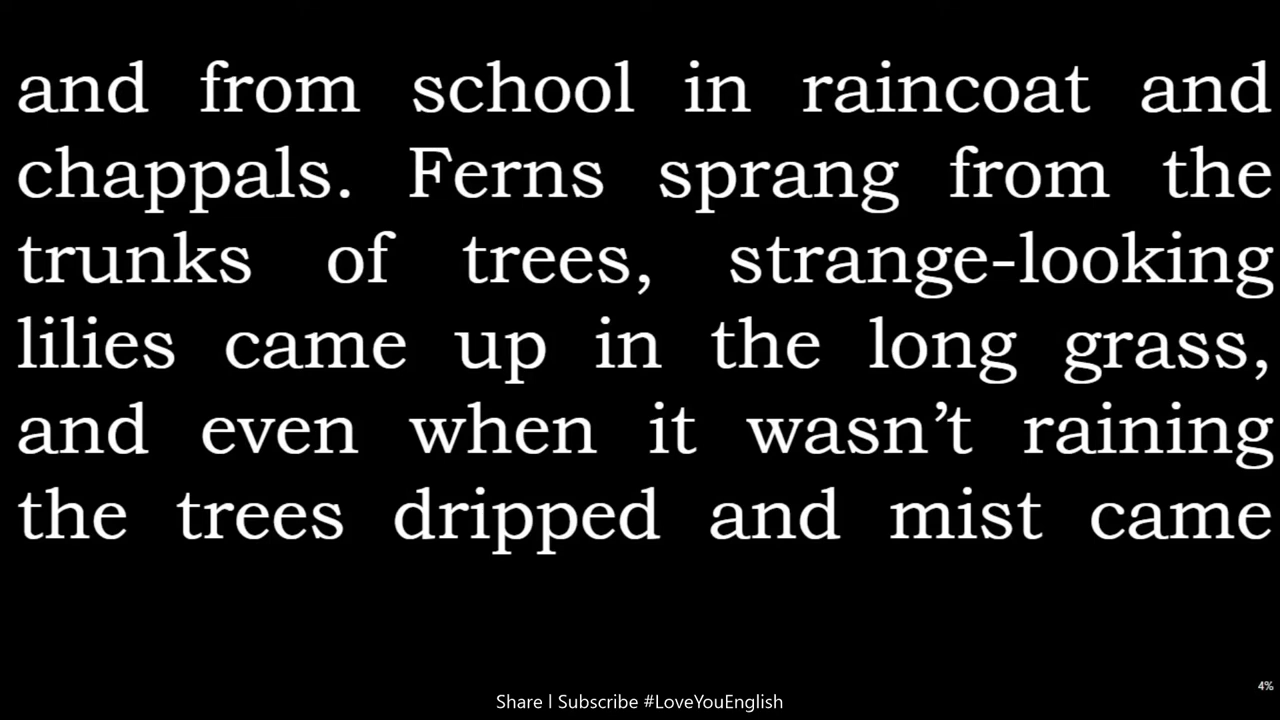 and from school in raincoat and
chappals. Ferns sprang from the
trunks of trees, strange-looking
lilies came up in the long grass,
and even when it wasn’t raining
the trees dripped and mist came
4%
Share | Subscribe #LoveYouEnglish